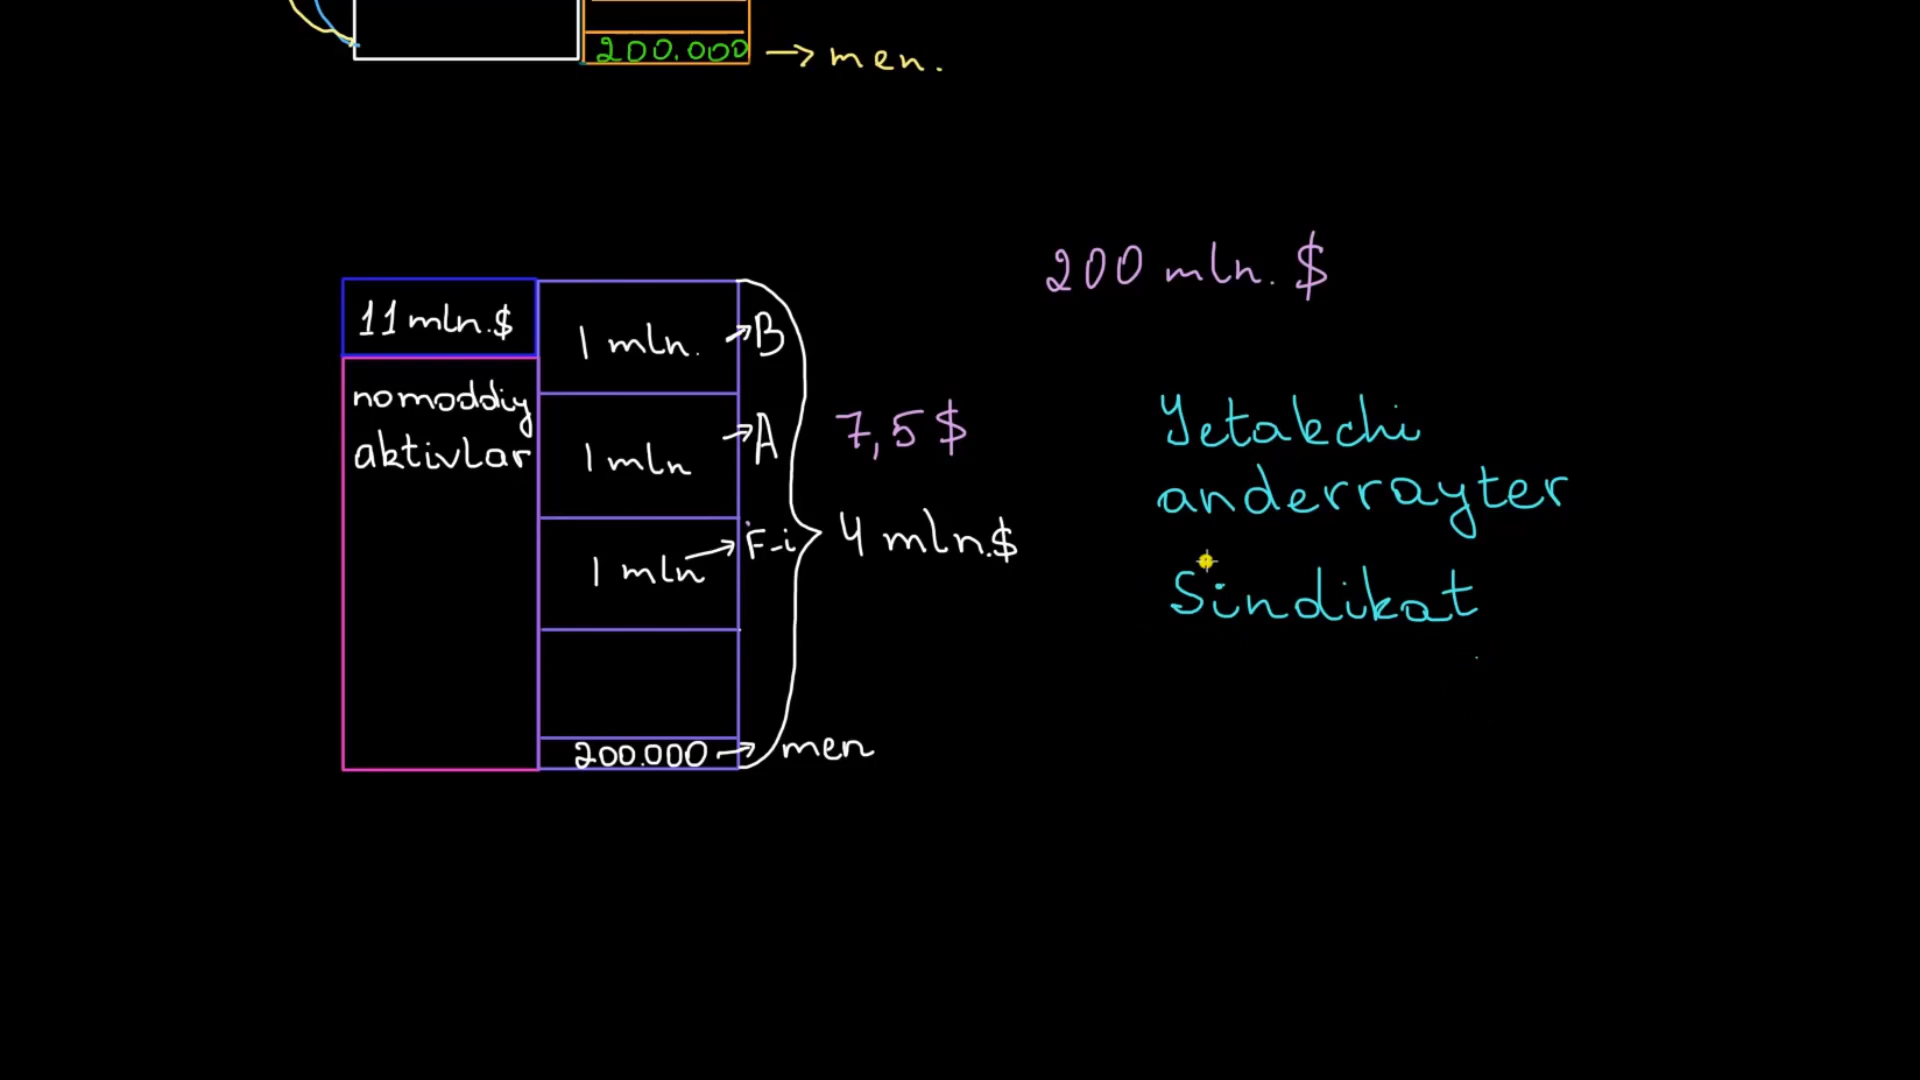 200.000 → men.
200 mln. $
11 mln. $
nomoddiy
aktivlar
1 mln. → B
1 mln → A
1 mln → F-i
200.000 → men
7,5 $
4 mln. $
Yetakchi
anderrayter
Sindikat